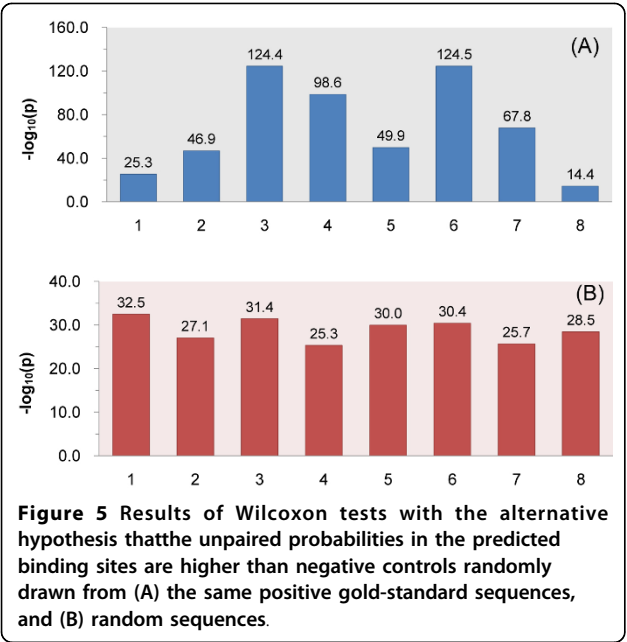 160.0
(A)
124.4
124.5
120.0
98.6
-log10(p)
80.0
67.8
46.9
49.9
40.0
25.3
14.4
0.0
1 2 3 4 5 6 7 8
40.0
(B)
32.5
31.4
30.0
30.4
28.5
27.1
25.3
25.7
30.0
-log10(p)
20.0
10.0
0.0
1 2 3 4 5 6 7 8
Figure 5 Results of Wilcoxon tests with the alternative
hypothesis thatthe unpaired probabilities in the predicted
binding sites are higher than negative controls randomly
drawn from (A) the same positive gold-standard sequences,
and (B) random sequences.